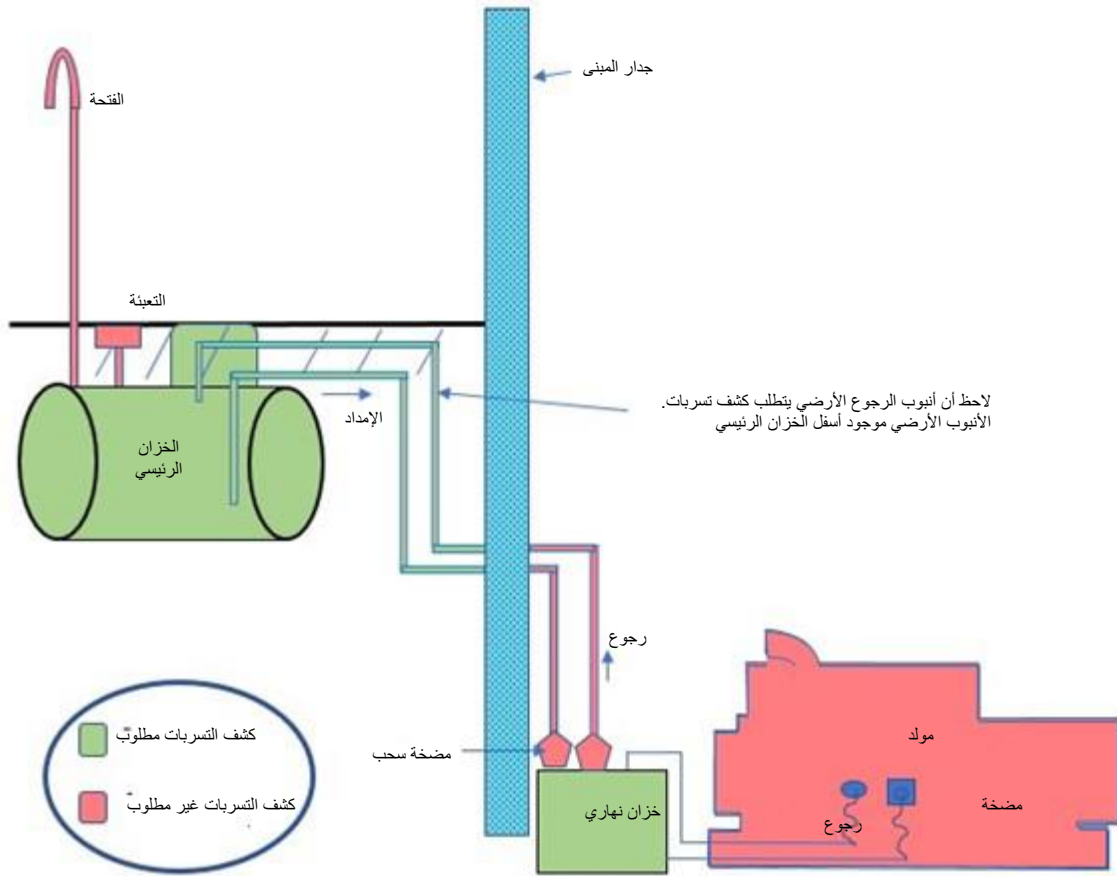 جدار المبنى
الفتحة
التعبئة
لاحظ أن أنبوب الرجوع الأرضي يتطلب كشف تسربات.
الأنبوب الأرضي موجود أسفل الخزان الرئيسي
الإمداد
الخزان
الرئيسي
رجوع
كشف التسربات مطلوب
مضخة سحب
مولد
كشف التسربات غير مطلوب
خزان نهاري
مضخة
رجوع